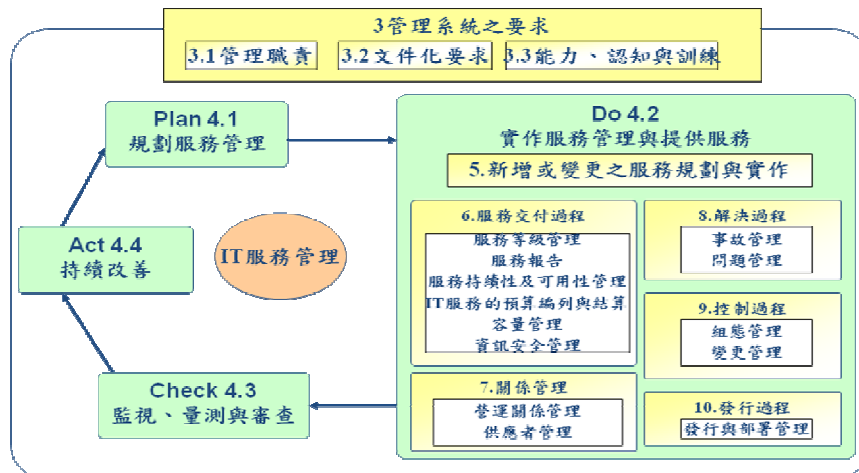 3管理系統之要求
3.1管理職責
3.2文件化要求
3.3能力、認知與訓練
Plan 4.1
規劃服務管理
Do 4.2
實作服務管理與提供服務
5.新增或變更之服務規劃與實作
6.服務交付過程
服務等級管理
服務報告
服務持續性及可用性管理
IT服務的預算編列與結算
容量管理
資訊安全管理
8.解決過程
事故管理
問題管理
9.控制過程
組態管理
變更管理
7.關係管理
營運關係管理
供應者管理
10.發行過程
發行與部署管理
Act 4.4
持續改善
IT服務管理
Check 4.3
監視、量測與審查